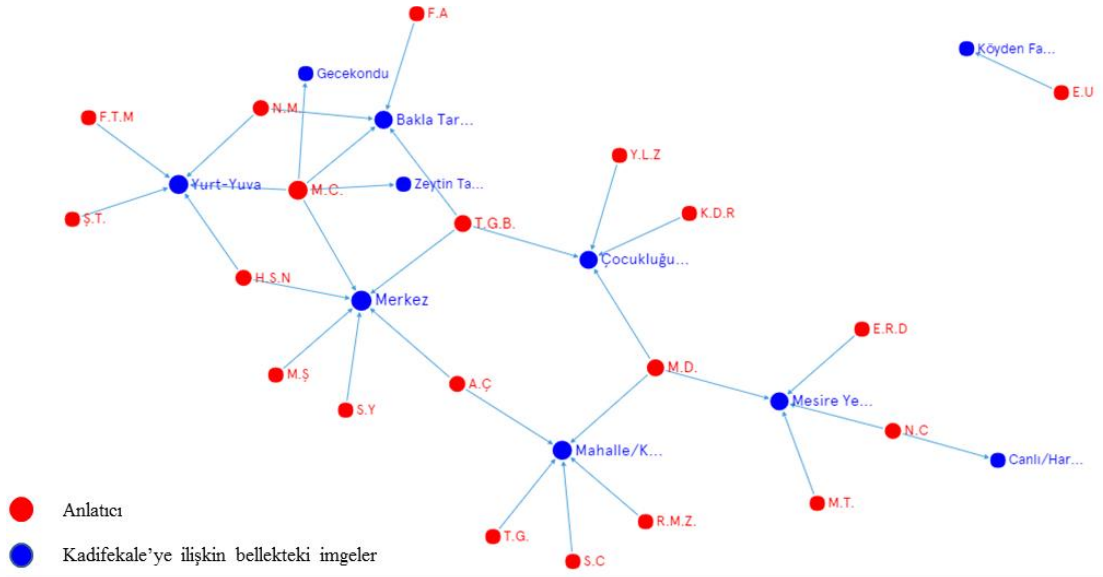 F.A
Köyden Fa...
Gecekondu
E.U
N.M.
F.T.M
Bakla Tar...
Y.L.Z
Yurt-Yuva
M.C.
Zeytin Ta...
K.D.R
Ş.T.
T.G.B.
Çocukluğu...
H.S.N
Merkez
E.R.D
M.D.
M.Ş
A.Ç
Mesire Ye...
S.Y
N.C
Mahalle/K...
Canlı/Har...
M.T.
R.M.Z.
T.G.
S.C
Anlatıcı
Kadifekale’ye ilişkin bellekteki imgeler